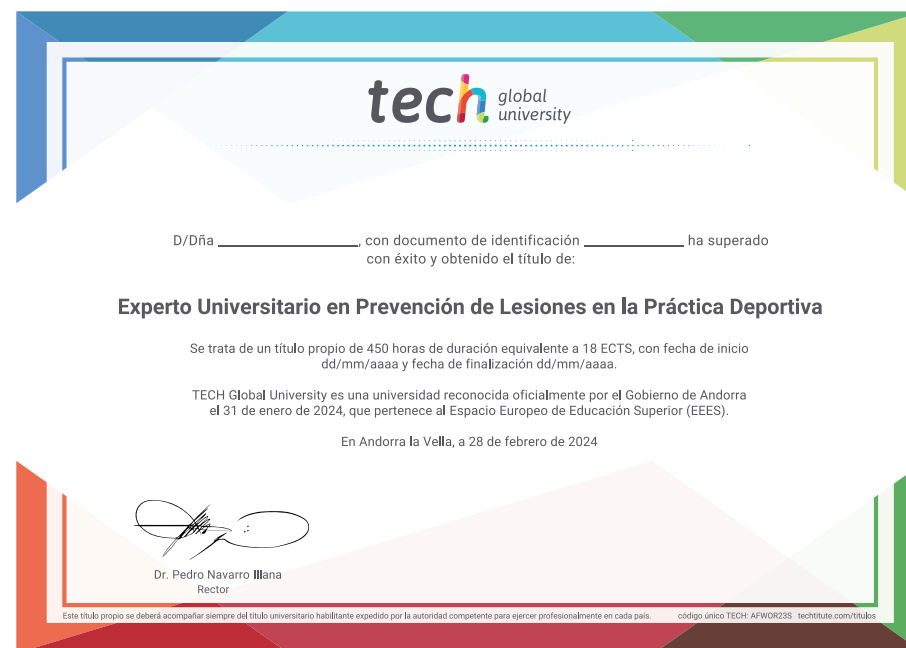 tech global university
D/Dña ____________, con documento de identificación ____________ ha superado
con éxito y obtenido el título de:
Experto Universitario en Prevención de Lesiones en la Práctica Deportiva
Se trata de un título propio de 450 horas de duración equivalente a 18 ECTS, con fecha de inicio
dd/mm/aaaa y fecha de finalización dd/mm/aaaa.
TECH Global University es una universidad reconocida oficialmente por el Gobierno de Andorra
el 31 de enero de 2024, que pertenece al Espacio Europeo de Educación Superior (EEES).
En Andorra la Vella, a 28 de febrero de 2024
Dr. Pedro Navarro Illana
Rector
Este título propio se deberá acompañar siempre del título universitario habilitante expedido por la autoridad competente para ejercer profesionalmente en cada país. código único TECH: AFWOR23S techtitute.com/titulos